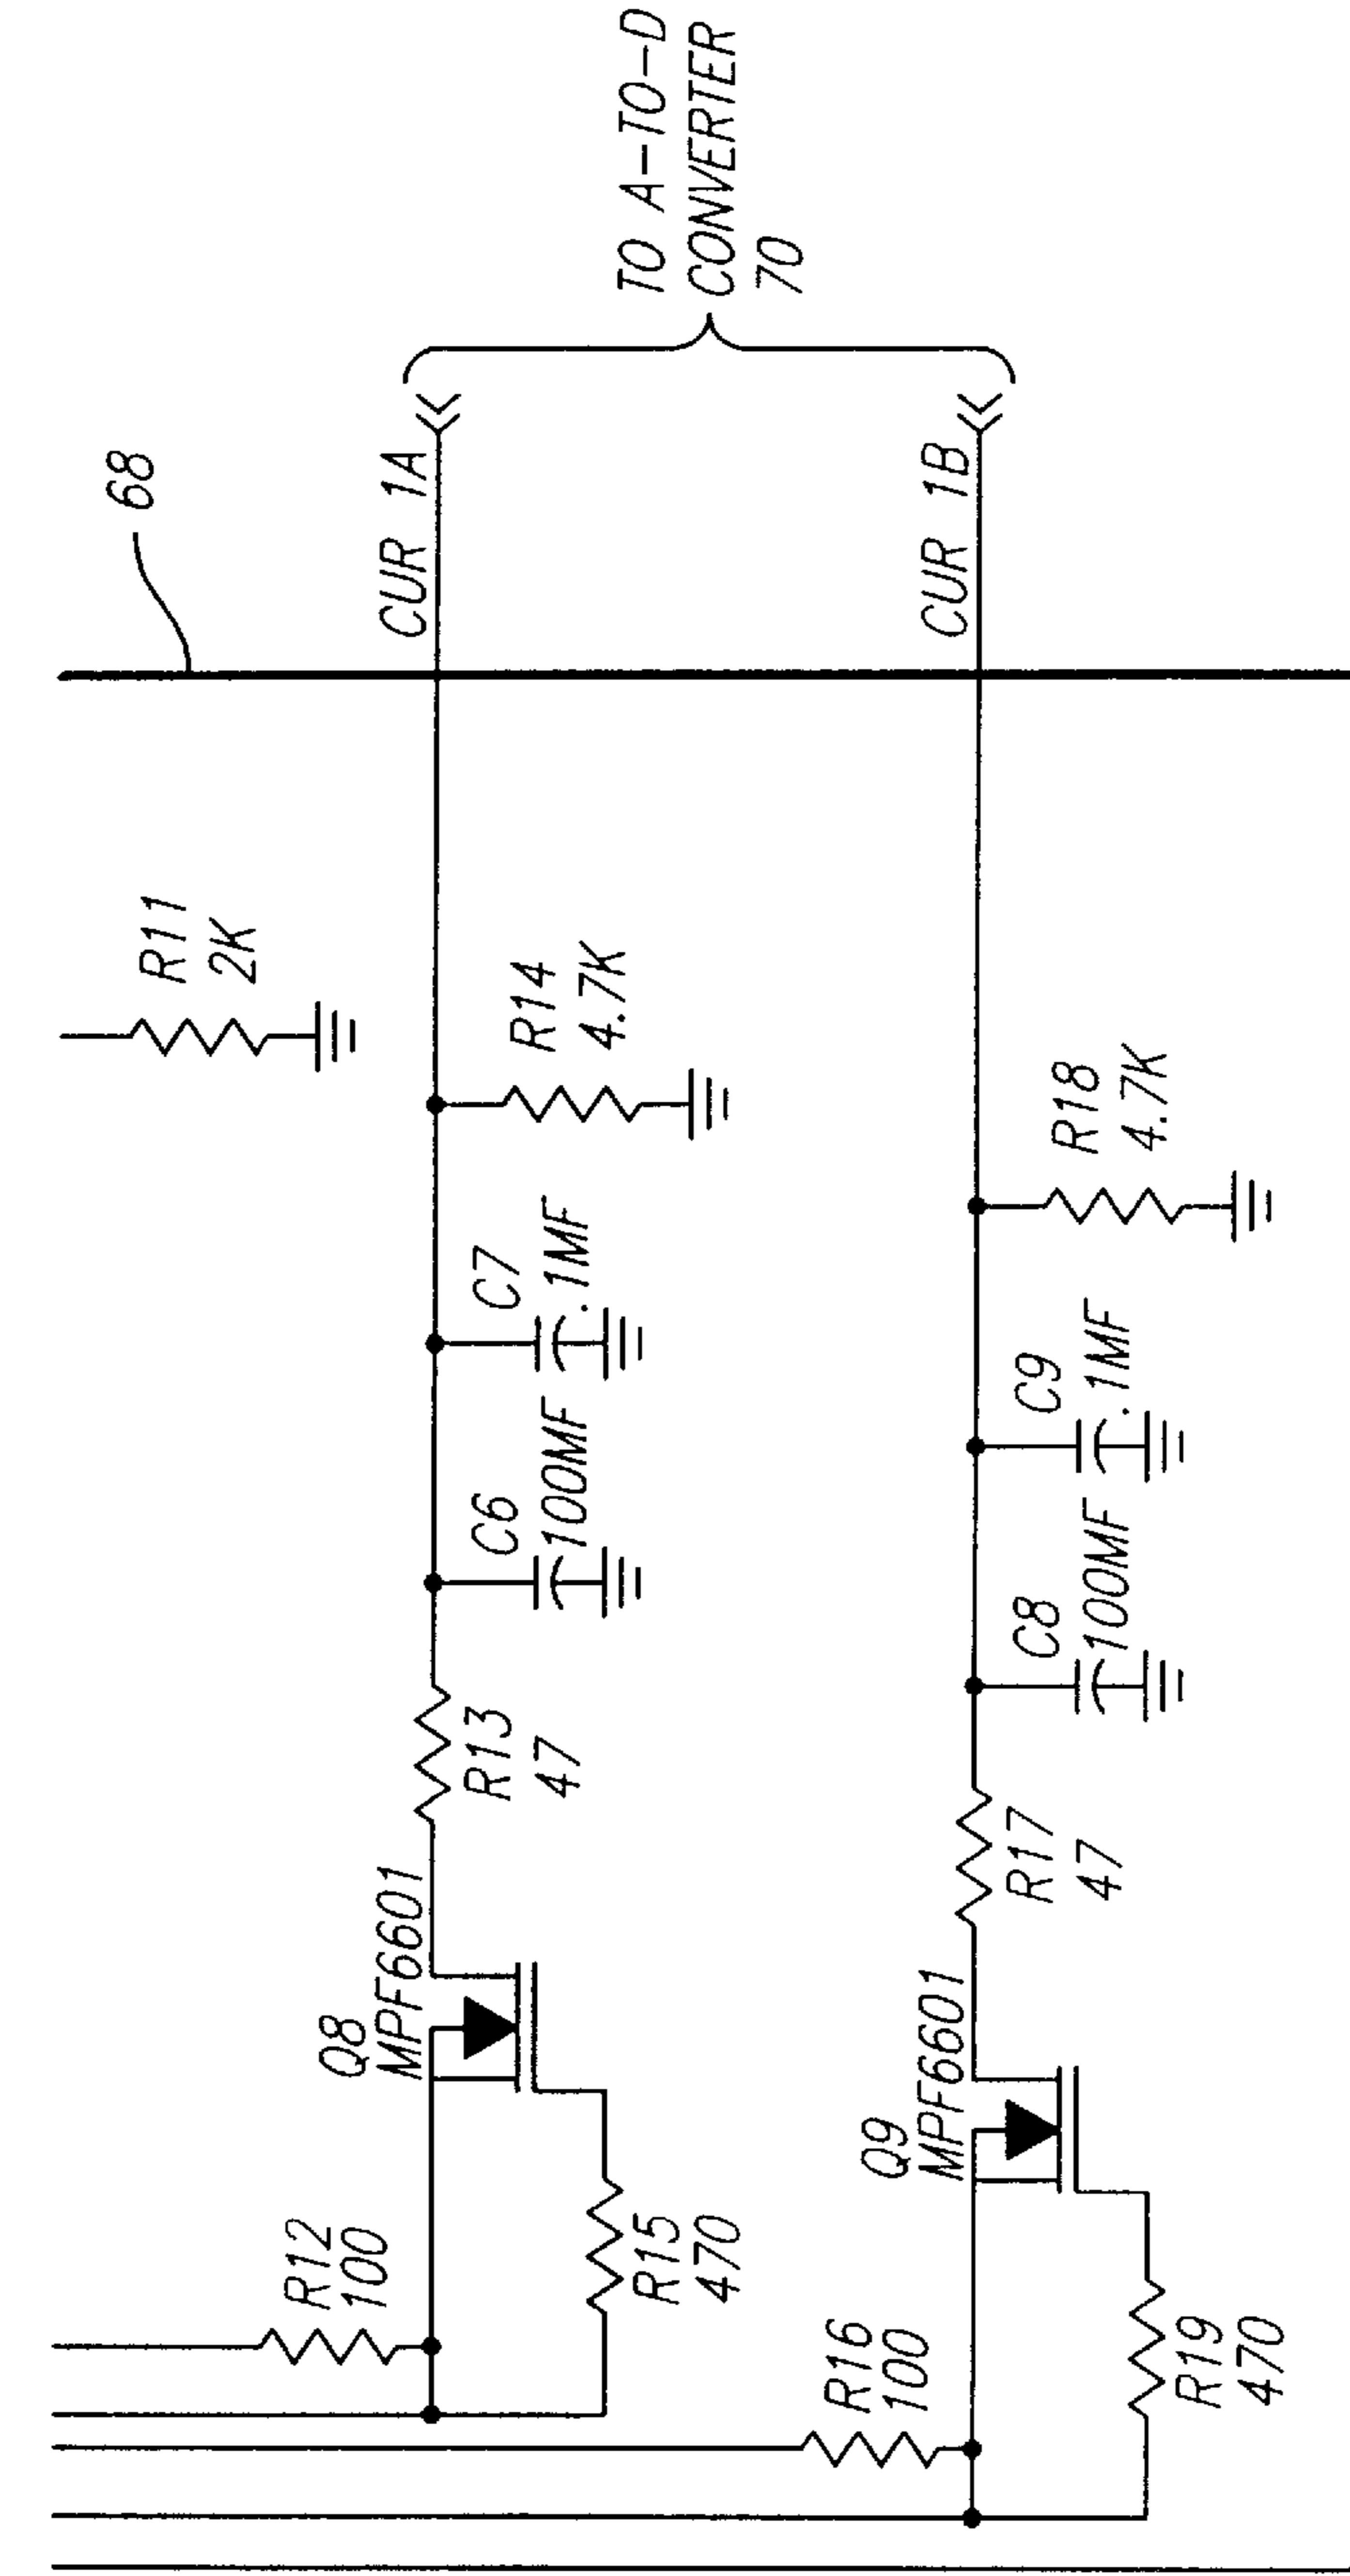 68
R11
2K
CUR 1A
TO A-TO-D
CONVERTER
70
CUR 1B
R14
4.7K
C7
.1MF
C6
100MF
R13
47
Q8
MPF6601
R12
100
R15
470
R18
4.7K
C9
.1MF
C8
100MF
R17
47
Q9
MPF6601
R16
100
R19
470